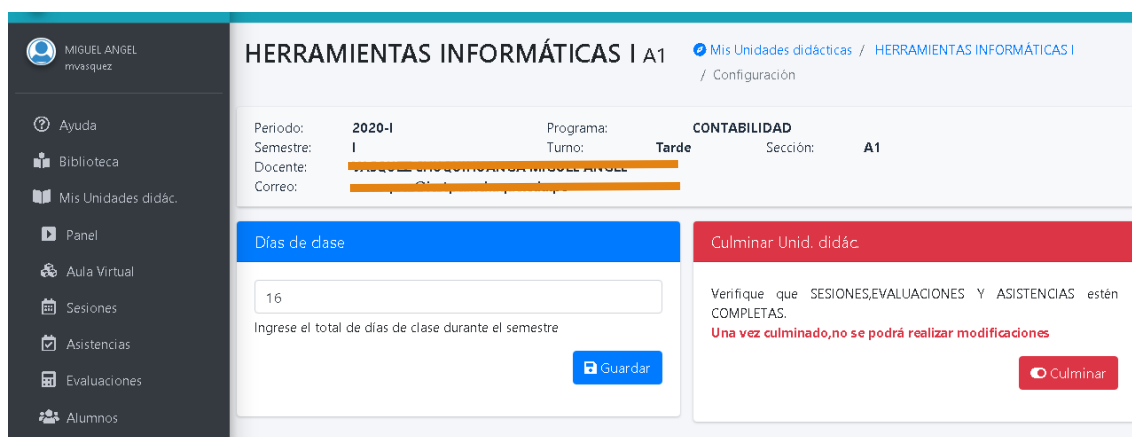 MIGUEL ANGEL
mvasquez
Ayuda
Biblioteca
Mis Unidades didác.
Panel
Aula Virtual
Sesiones
Asistencias
Evaluaciones
Alumnos
HERRAMIENTAS INFORMÁTICAS I A1
Mis Unidades didácticas / HERRAMIENTAS INFORMÁTICAS I
/ Configuración
Periodo: 2020-I Programa: CONTABILIDAD
Semestre: I Turno: Tarde Sección: A1
Docente:
Correo:
Días de clase
16
Ingrese el total de días de clase durante el semestre
Guardar
Culminar Unid. didác.
Verifique que SESIONES,EVALUACIONES Y ASISTENCIAS estén
COMPLETAS.
Una vez culminado,no se podrá realizar modificaciones
Culminar